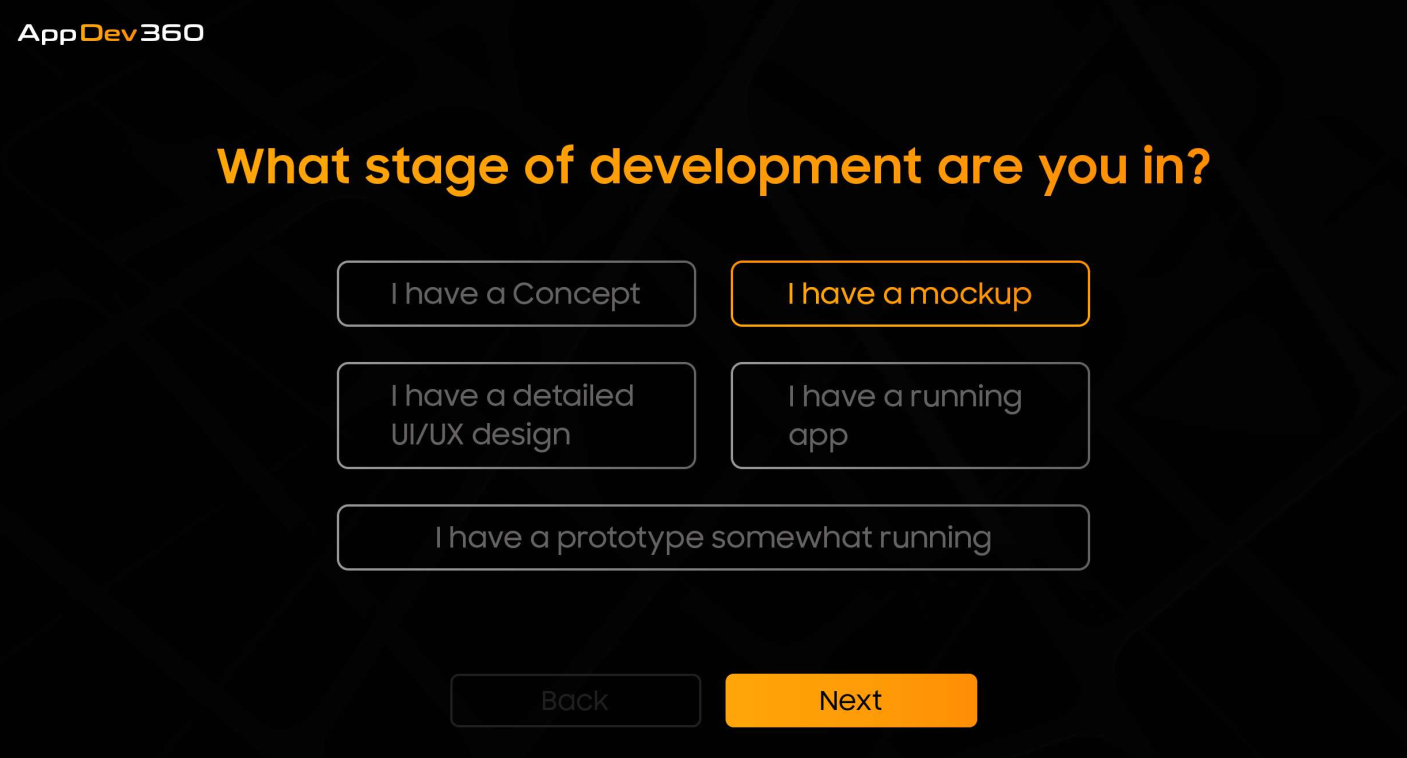 AppDev360
What stage of development are you in?
I have a Concept
I have a mockup
I have a detailed
UI/UX design
I have a running
app
I have a prototype somewhat running
Back
Next